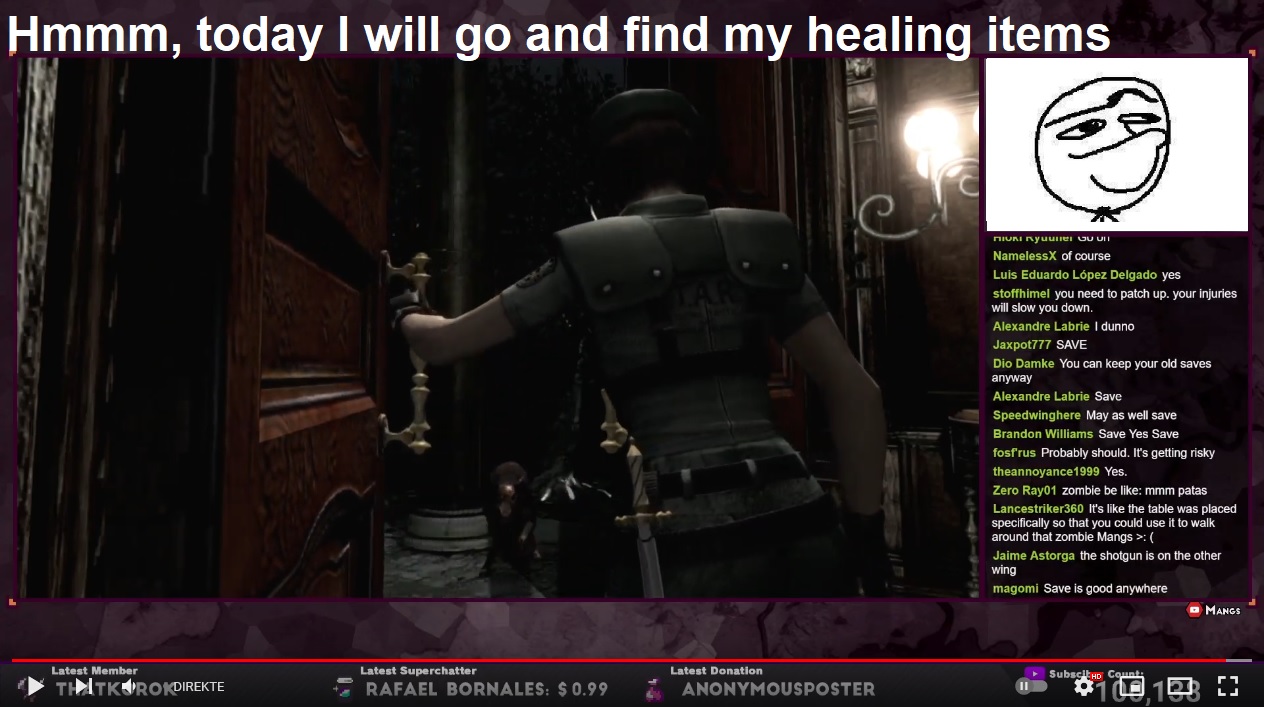 Hmmm, today I will go and find my healing items
Hioki Ryuuhei Go on
NamelessX of course
Luis Eduardo López Delgado yes
stoffhimel you need to patch up. your injuries
will slow you down.
Alexandre Labrie I dunno
Jaxpot777 SAVE
Dio Damke You can keep your old saves
anyway
Alexandre Labrie Save
Speedwinghere May as well save
Brandon Williams Save Yes Save
fosf'rus Probably should. It's getting risky
theannoyance1999 Yes.
Zero Ray01 zombie be like: mmm patas
Lancestriker360 It's like the table was placed
specifically so that you could use it to walk
around that zombie Mangs >: (
Jaime Astorga the shotgun is on the other
wing
magomi Save is good anywhere
Mangs
Latest Member
DIREKTE
Latest Superchatter
RAFAEL BORNALES: $0.99
Latest Donation
ANONYMOUSPOSTER
Count:
HD